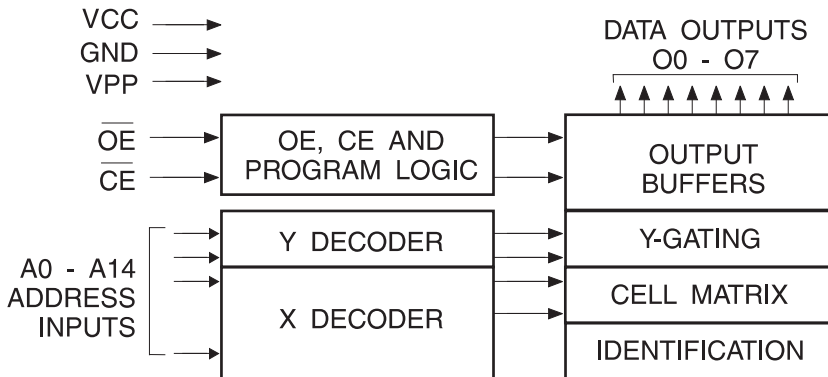 VCC
GND
VPP
OE
CE
A0 - A14
ADDRESS
INPUTS
OE, CE AND
PROGRAM LOGIC
Y DECODER
X DECODER
DATA OUTPUTS
O0 - O7
OUTPUT
BUFFERS
Y-GATING
CELL MATRIX
IDENTIFICATION